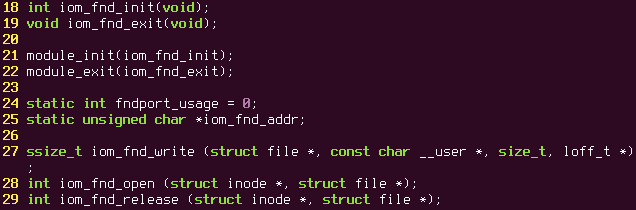 18 int iom_fnd_init(void);
19 void iom_fnd_exit(void);
20
21 module_init(iom_fnd_init);
22 module_exit(iom_fnd_exit);
23
24 static int fndport_usage = 0;
25 static unsigned char *iom_fnd_addr;
26
27 ssize_t iom_fnd_write (struct file *, const char __user *, size_t, loff_t *)
;
28 int iom_fnd_open (struct inode *, struct file *);
29 int iom_fnd_release (struct inode *, struct file *);